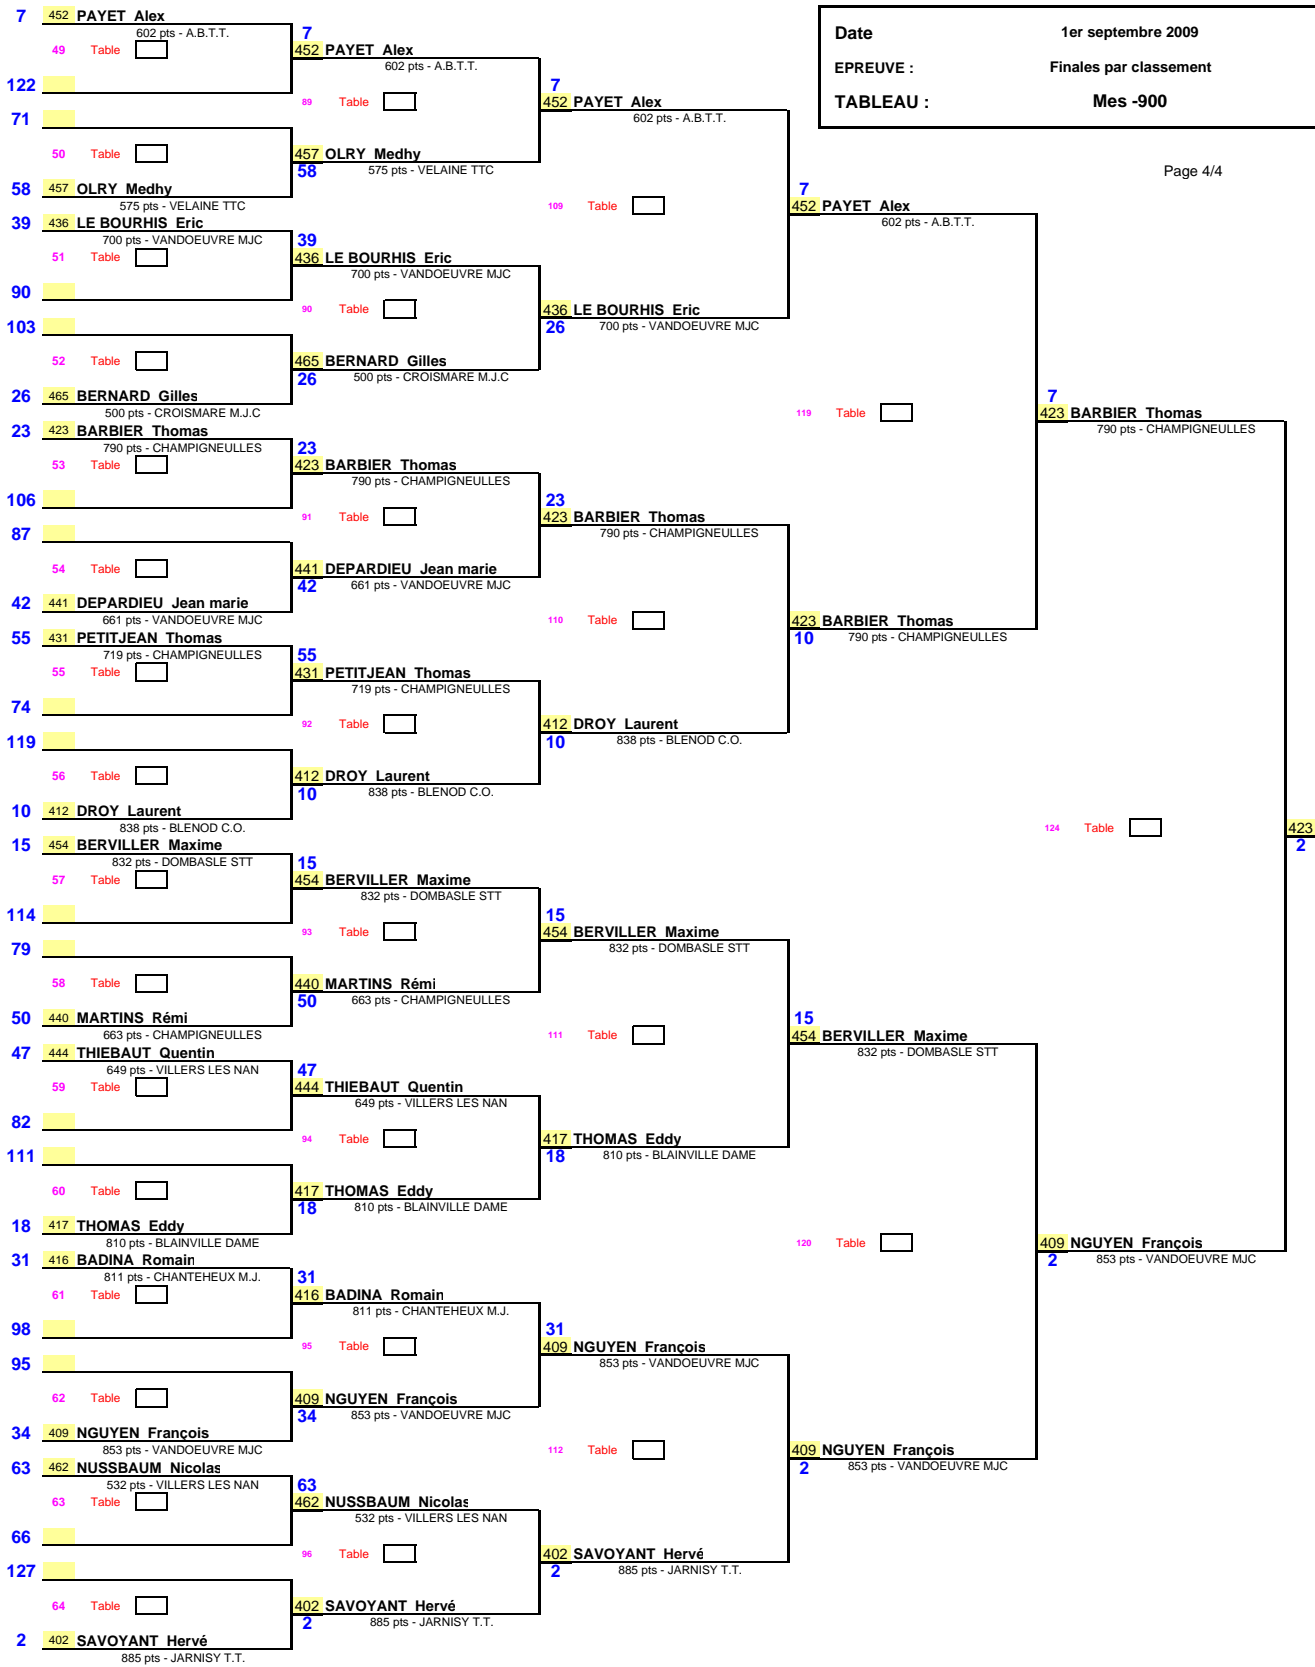 Date 1er septembre 2009
EPREUVE : Finales par classement
TABLEAU : Mes -900
Page 4/4
7 452 PAYET Alex
602 pts - A.B.T.T.
49 Table
122
71
50 Table
58 457 OLRY Medhy
575 pts - VELAINE TTC
39 436 LE BOURHIS Eric
700 pts - VANDOEUVRE MJC
51 Table
90
103
52 Table
26 465 BERNARD Gilles
500 pts - CROISMARE M.J.C
23 423 BARBIER Thomas
790 pts - CHAMPIGNEULLES
53 Table
106
87
54 Table
42 441 DEPARDIEU Jean marie
661 pts - VANDOEUVRE MJC
55 431 PETITJEAN Thomas
719 pts - CHAMPIGNEULLES
55 Table
74
119
56 Table
10 412 DROY Laurent
838 pts - BLENOD C.O.
15 454 BERVILLER Maxime
832 pts - DOMBASLE STT
57 Table
114
79
58 Table
50 440 MARTINS Rémi
663 pts - CHAMPIGNEULLES
47 444 THIEBAUT Quentin
649 pts - VILLERS LES NAN
59 Table
82
111
60 Table
18 417 THOMAS Eddy
810 pts - BLAINVILLE DAME
31 416 BADINA Romain
811 pts - CHANTEHEUX M.J.
61 Table
98
95
62 Table
34 409 NGUYEN François
853 pts - VANDOEUVRE MJC
63 462 NUSSBAUM Nicolas
532 pts - VILLERS LES NAN
63 Table
66
127
64 Table
2 402 SAVOYANT Hervé
885 pts - JARNISY T.T.
7
452 PAYET Alex
602 pts - A.B.T.T.
89 Table
457 OLRY Medhy
58 575 pts - VELAINE TTC
39
436 LE BOURHIS Eric
700 pts - VANDOEUVRE MJC
90 Table
465 BERNARD Gilles
26 500 pts - CROISMARE M.J.C
23
423 BARBIER Thomas
790 pts - CHAMPIGNEULLES
91 Table
441 DEPARDIEU Jean marie
42 661 pts - VANDOEUVRE MJC
55
431 PETITJEAN Thomas
719 pts - CHAMPIGNEULLES
92 Table
412 DROY Laurent
10 838 pts - BLENOD C.O.
15
454 BERVILLER Maxime
832 pts - DOMBASLE STT
93 Table
440 MARTINS Rémi
50 663 pts - CHAMPIGNEULLES
47
444 THIEBAUT Quentin
649 pts - VILLERS LES NAN
94 Table
417 THOMAS Eddy
18 810 pts - BLAINVILLE DAME
31
416 BADINA Romain
811 pts - CHANTEHEUX M.J.
95 Table
409 NGUYEN François
34 853 pts - VANDOEUVRE MJC
63
462 NUSSBAUM Nicolas
532 pts - VILLERS LES NAN
96 Table
402 SAVOYANT Hervé
2 885 pts - JARNISY T.T.
7
452 PAYET Alex
602 pts - A.B.T.T.
109 Table
436 LE BOURHIS Eric
26 700 pts - VANDOEUVRE MJC
23
423 BARBIER Thomas
790 pts - CHAMPIGNEULLES
110 Table
412 DROY Laurent
10 838 pts - BLENOD C.O.
15
454 BERVILLER Maxime
832 pts - DOMBASLE STT
111 Table
417 THOMAS Eddy
18 810 pts - BLAINVILLE DAME
31
409 NGUYEN François
853 pts - VANDOEUVRE MJC
112 Table
402 SAVOYANT Hervé
2 885 pts - JARNISY T.T.
7
452 PAYET Alex
602 pts - A.B.T.T.
119 Table
423 BARBIER Thomas
10 790 pts - CHAMPIGNEULLES
15
454 BERVILLER Maxime
832 pts - DOMBASLE STT
120 Table
409 NGUYEN François
2 853 pts - VANDOEUVRE MJC
7
423 BARBIER Thomas
790 pts - CHAMPIGNEULLES
124 Table
409 NGUYEN François
2 853 pts - VANDOEUVRE MJC
423
2